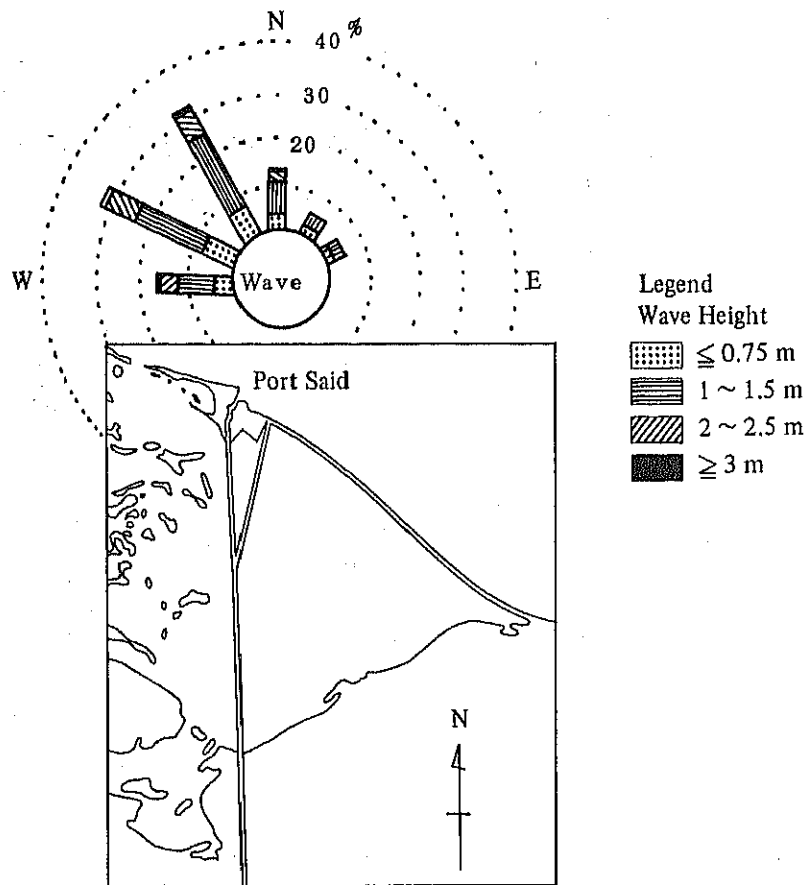 N
40 %
30
20
W
Wave
E
Legend
Wave Height
≦ 0.75 m
1 ~ 1.5 m
2 ~ 2.5 m
≧ 3 m
Port Said
N